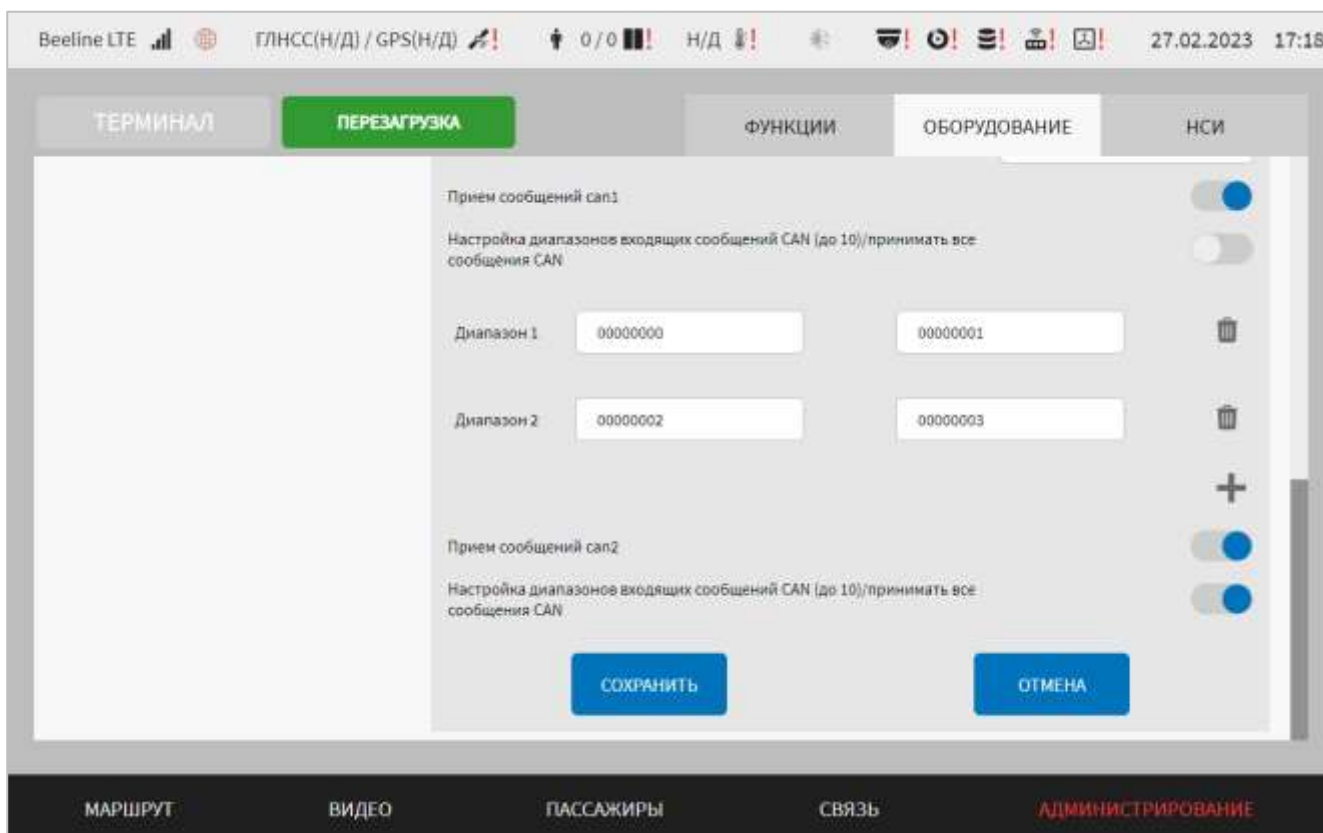 Beeline LTE ГЛНСС(Н/Д) / GPS(Н/Д) ! 0/0 ! Н/Д ! ! ! ! ! ! 27.02.2023 17:18
ТЕРМИНАЛ ПЕРЕЗАГРУЗКА ФУНКЦИИ ОБОРУДОВАНИЕ НСИ
Прием сообщений can1
Настройка диапазонов входящих сообщений CAN (до 10)/принимать все
сообщения CAN
Диапазон 1 00000000 00000001
Диапазон 2 00000002 00000003
Прием сообщений can2
Настройка диапазонов входящих сообщений CAN (до 10)/принимать все
сообщения CAN
СОХРАНИТЬ ОТМЕНА
МАРШРУТ ВИДЕО ПАССАЖИРЫ СВЯЗЬ АДМИНИСТРИРОВАНИЕ